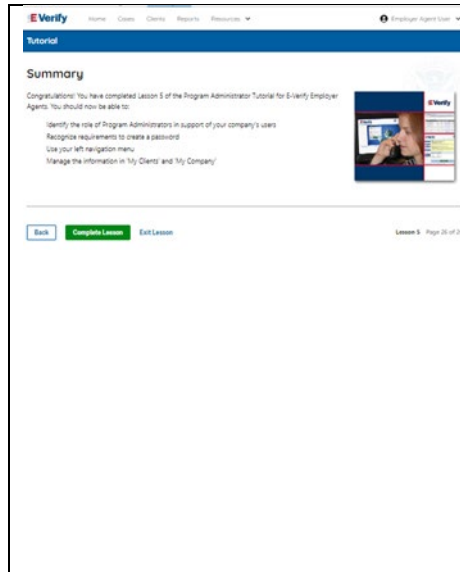 E-Verify Home Cases Clients Reports Resources Employer Agent User
Tutorial
Summary
Congratulations! You have completed Lesson 5 of the Program Administrator Tutorial for E-Verify Employer
Agents. You should now be able to:
Identify the role of Program Administrators in support of your company's users
Recognize requirements to create a password
Use your left navigation menu
Manage the information in 'My Clients' and 'My Company'
E-Verify
Back Complete Lesson Exit Lesson Lesson 5 Page 26 of